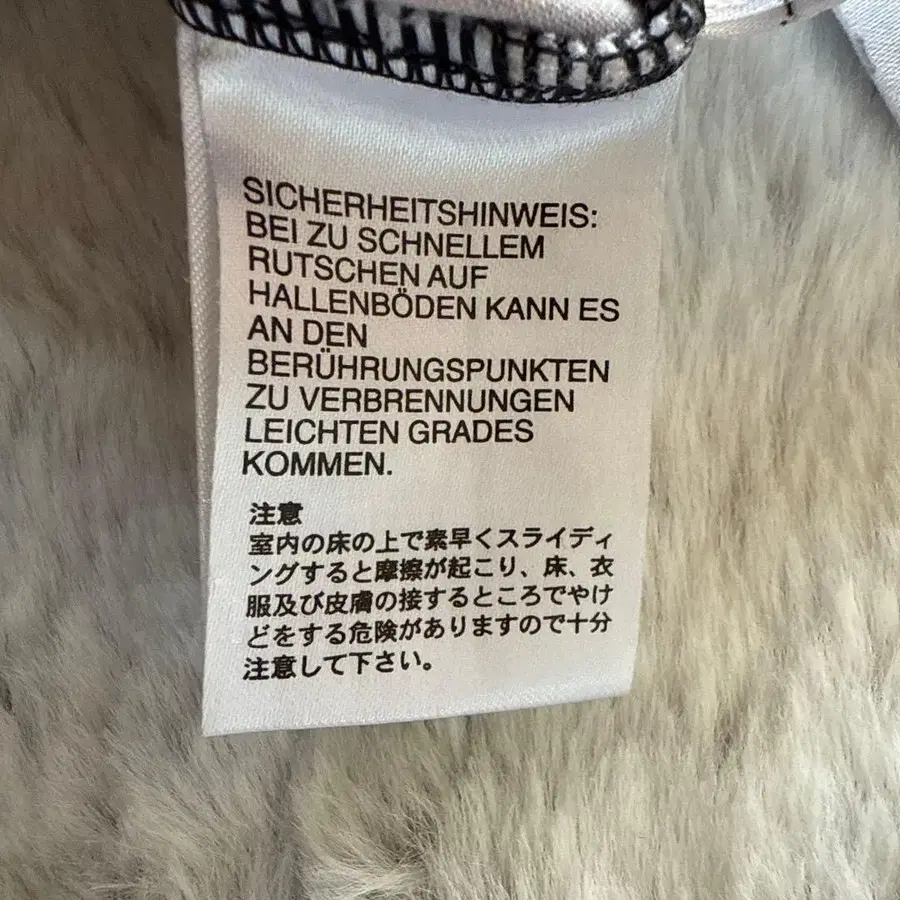 SICHERHEITSHINWEIS:
BEI ZU SCHNELLEM
RUTSCHEN AUF
HALLENBÖDEN KANN ES
AN DEN
BERÜHRUNGSPUNKTEN
ZU VERBRENNUNGEN
LEICHTEN GRADES
KOMMEN.
注意
室内の床の上で素早くスライディ
ングすると摩擦が起こり、床、衣
服及び皮膚の接するところでやけ
どをする危険がありますので十分
注意して下さい。